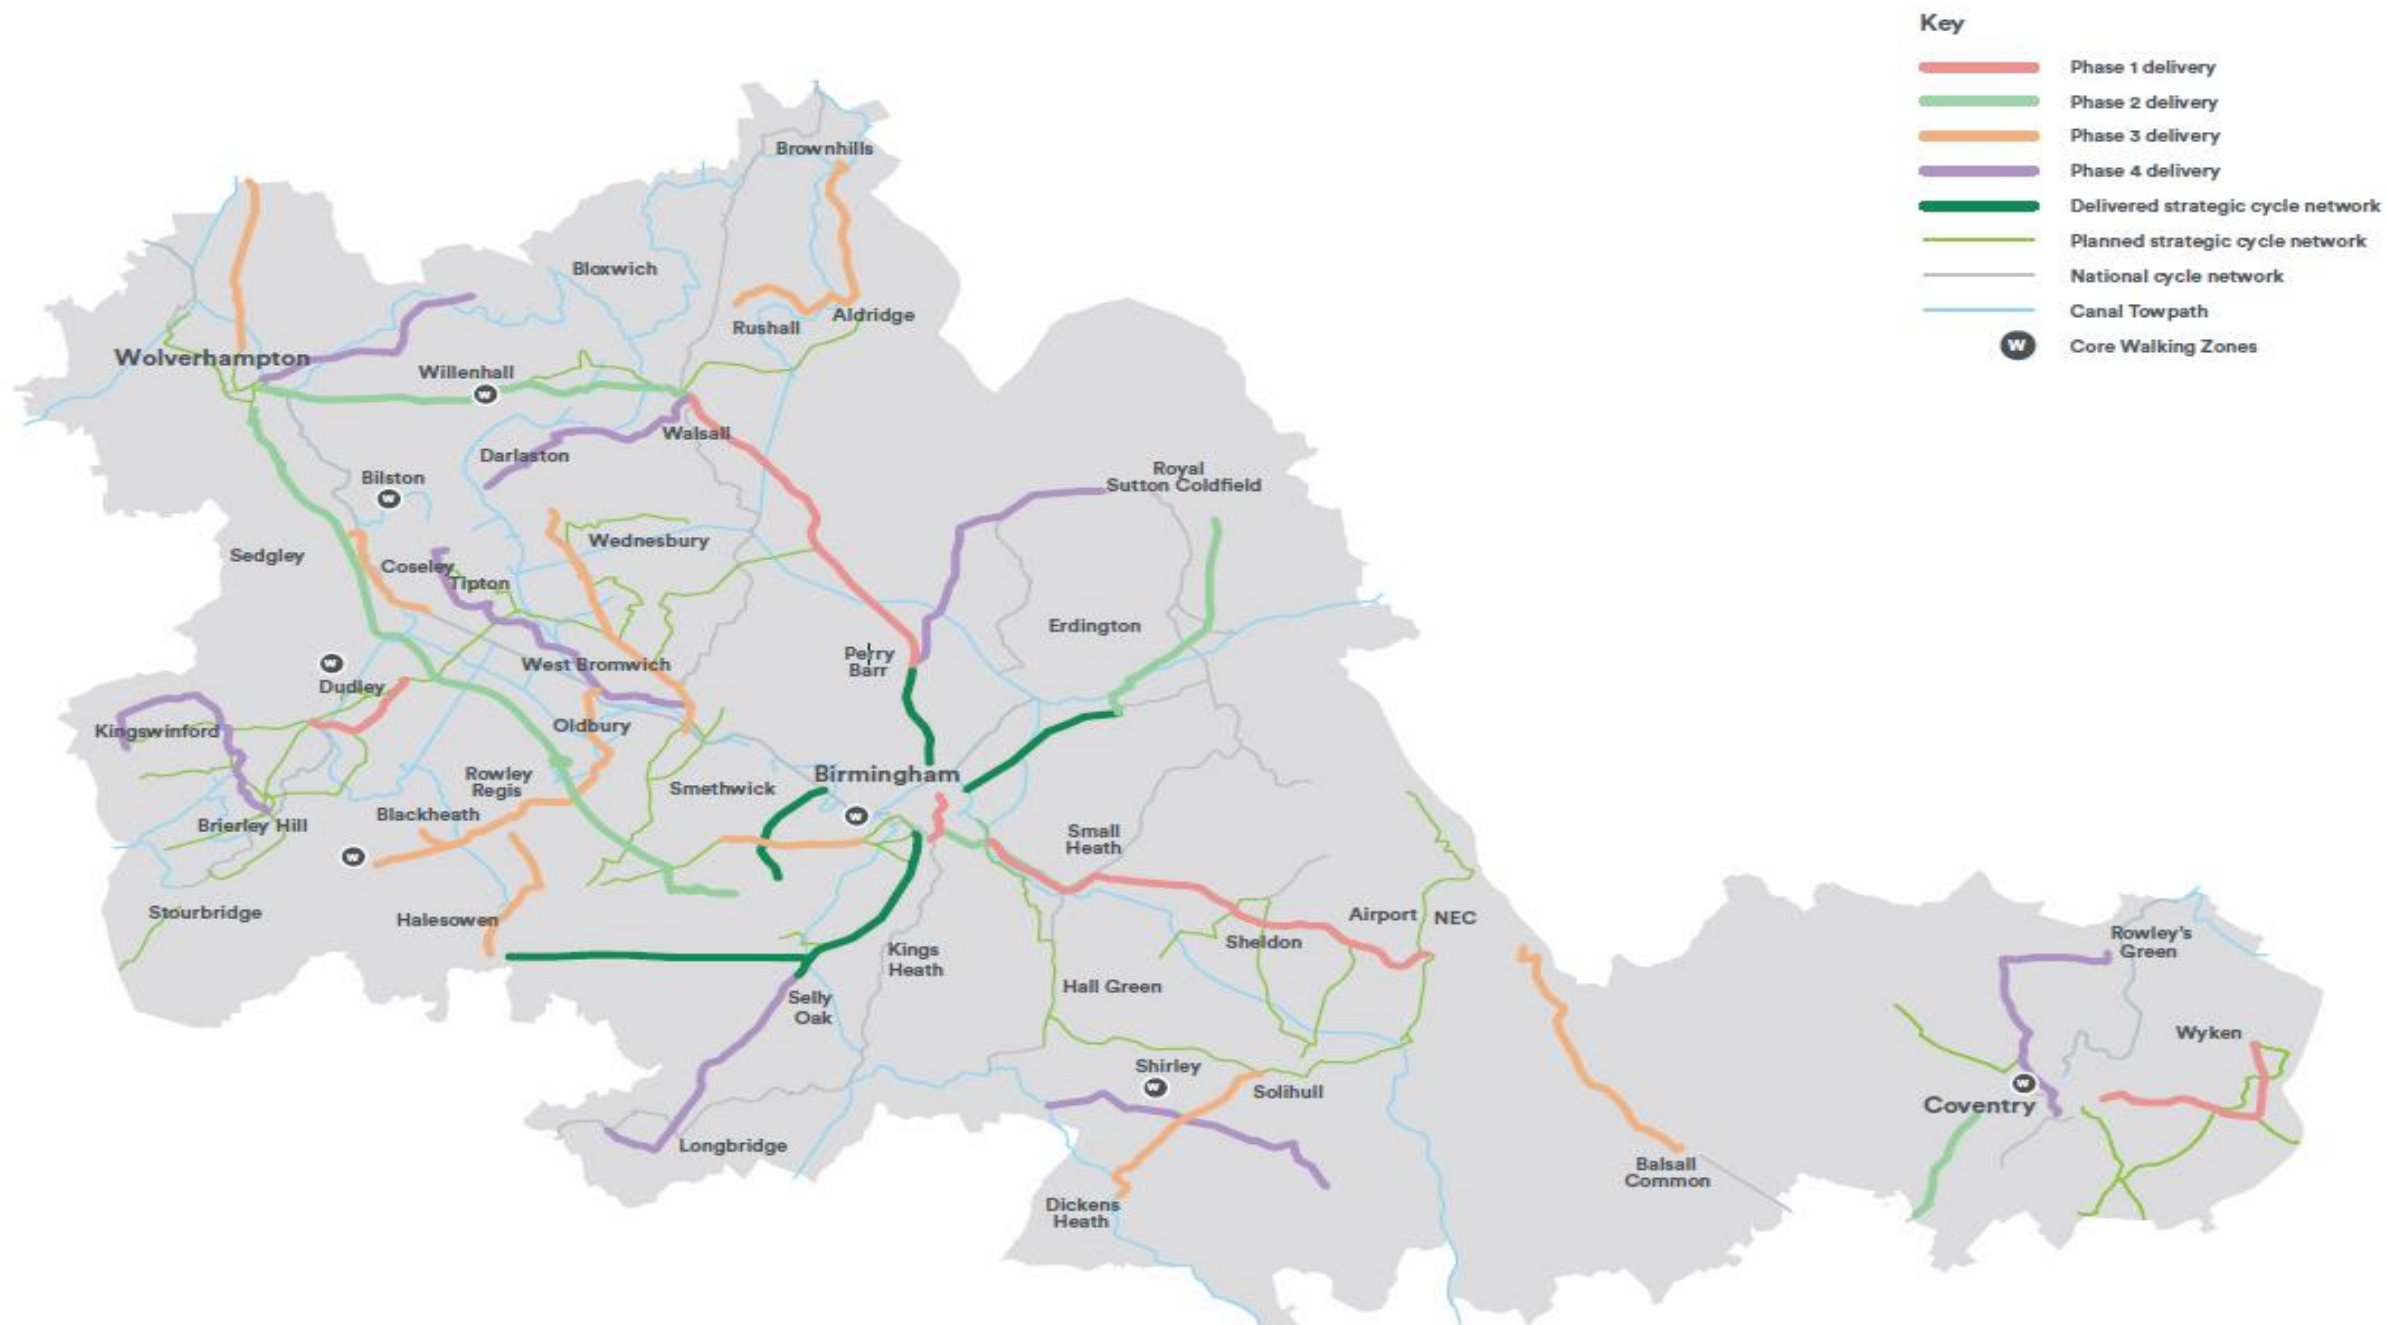 Key
Phase 1 delivery
Phase 2 delivery
Phase 3 delivery
Phase 4 delivery
Delivered strategic cycle network
Planned strategic cycle network
National cycle network
Canal Towpath
W
Core Walking Zones
Brownhills
Bloxwich
Rushall
Aldridge
Wolverhampton
Willenhall
W
Walsall
Darlaston
Bilston
W
Royal
Sutton Coldfield
Wednesbury
Sedgley
Coseley
Tipton
Erdington
Perry
Barr
West Bromwich
W
Dudley
Kingswinford
Oldbury
Birmingham
Rowley
Regis
Smethwick
W
Blackheath
Brierley Hill
Small
Heath
W
Stourbridge
Halesowen
Airport
NEC
Sheldon
Kings
Heath
Rowley's
Green
Hall Green
Selly
Oak
Wyken
Shirley
W
Solihull
W
Coventry
Longbridge
Balsall
Common
Dickens
Heath